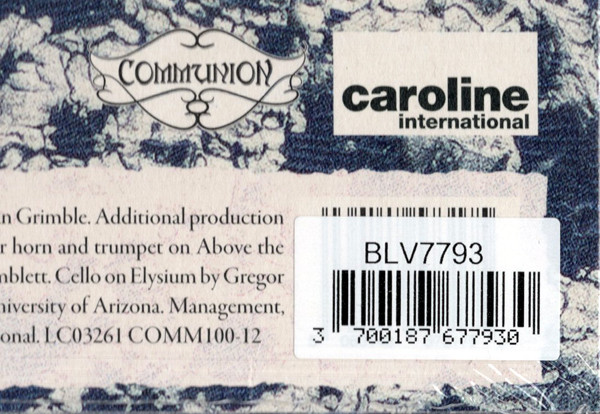 COMMUNION
caroline
international
n Grimble. Additional production
r horn and trumpet on Above the
mblett. Cello on Elysium by Gregor
niversity of Arizona. Management,
onal. LC03261 COMM100-12
BLV7793
3 700187 677930